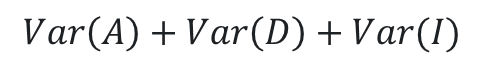 Var(A) + Var(D) + Var(I)